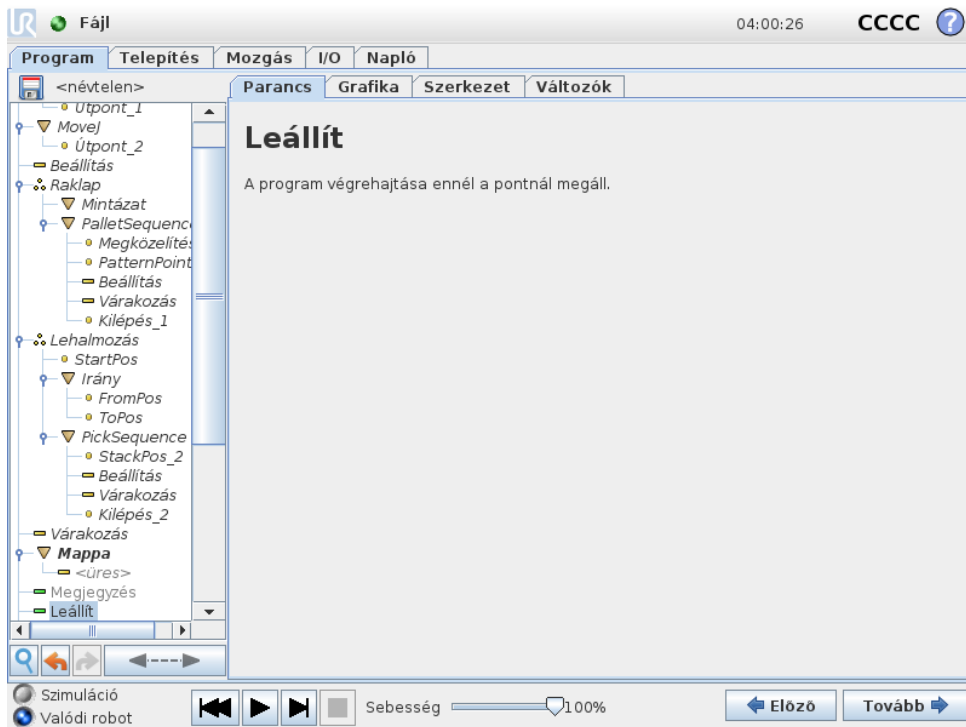 UR Fájl 04:00:26 CCCC ?
Program Telepítés Mozgás I/O Napló
<névtelen>
Parancs Grafika Szerkezet Változók
Útpont_1
MoveJ
Útpont_2
Beállítás
Raklap
Mintázat
PalletSequenc
Megközelítés
PatternPoint
Beállítás
Várakozás
Kilépés_1
Lehalmozás
StartPos
Irány
FromPos
ToPos
PickSequence
StackPos_2
Beállítás
Várakozás
Kilépés_2
Várakozás
Mappa
<üres>
Megjegyzés
Leállít
Leállít
A program végrehajtása ennél a pontnál megáll.
Szimuláció
Valódi robot
Sebesség 100%
Előző Tovább